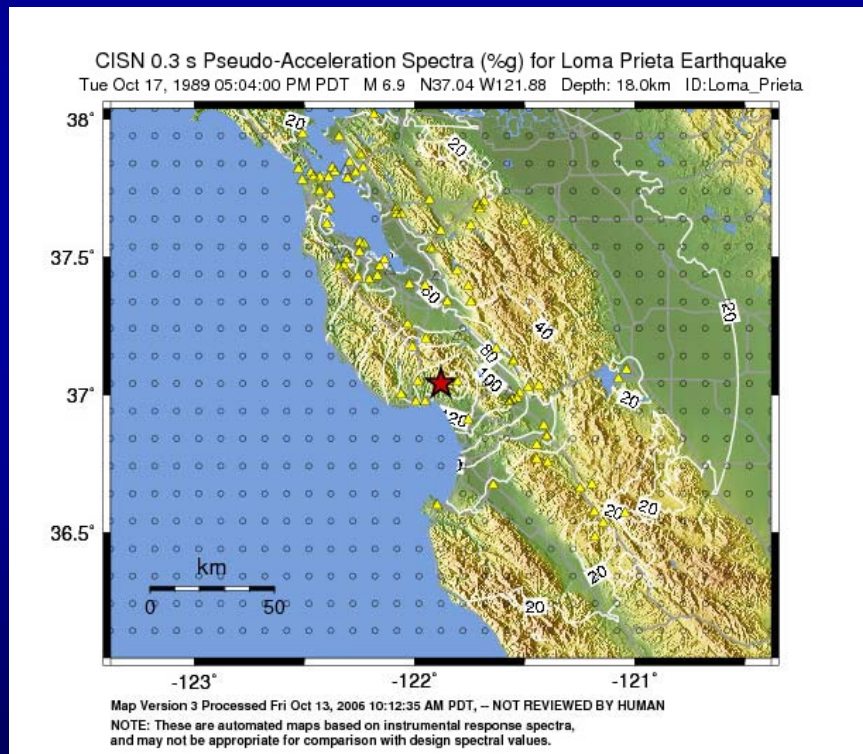 CISN 0.3 s Pseudo-Acceleration Spectra (%g) for Loma Prieta Earthquake
Tue Oct 17, 1989 05:04:00 PM PDT M 6.9 N37.04 W121.88 Depth: 18.0km ID:Loma_Prieta
38°
20
20
37.5°
60
20
40
80
100
37°
20
120
20
20
36.5°
20
km
0 50
20
-123° -122° -121°
Map Version 3 Processed Fri Oct 13, 2006 10:12:35 AM PDT, -- NOT REVIEWED BY HUMAN
NOTE: These are automated maps based on instrumental response spectra,
and may not be appropriate for comparison with design spectral values.